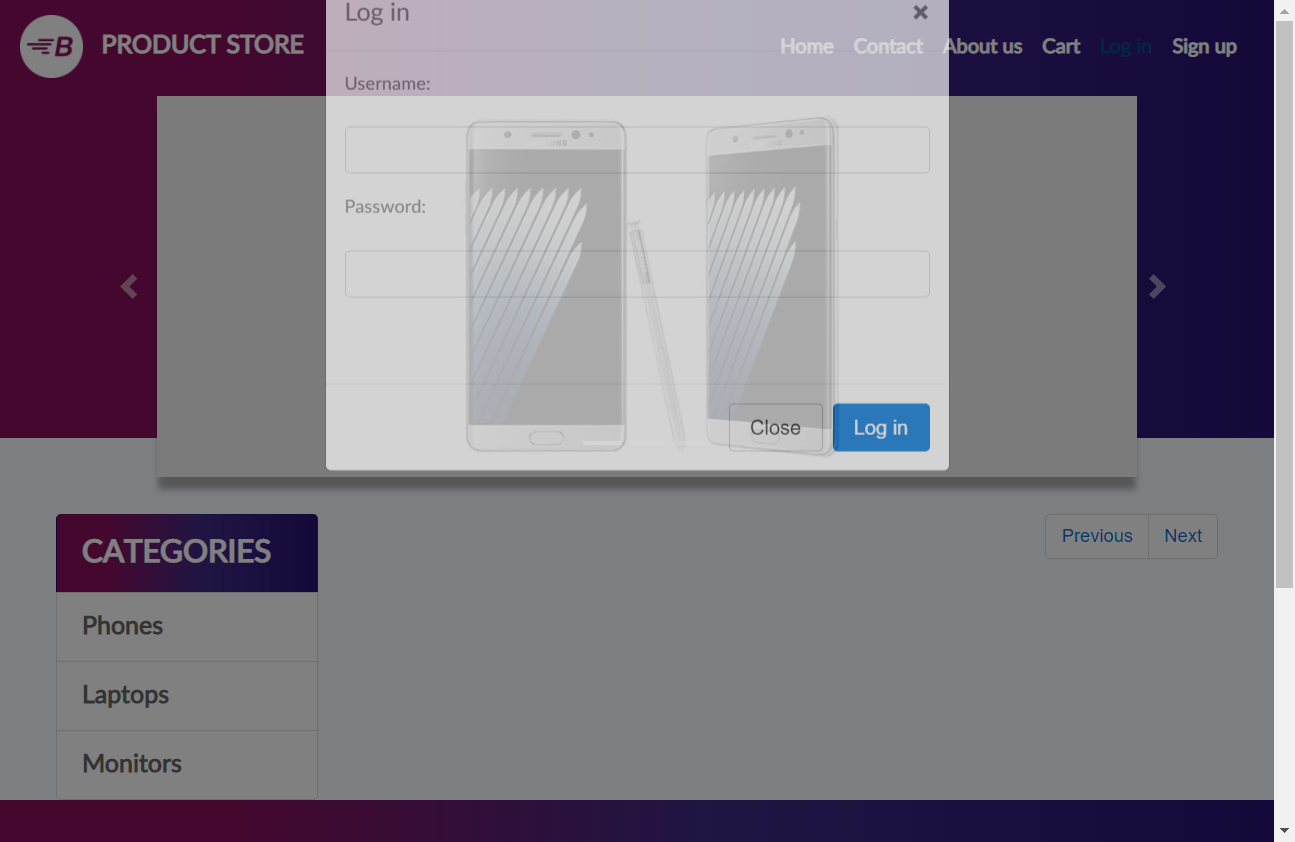 Log in ×
B PRODUCT STORE Home Contact About us Cart Log in Sign up
Username:
SAMSUNG
Password:
Close Log in
Previous Next
CATEGORIES
Phones
Laptops
Monitors